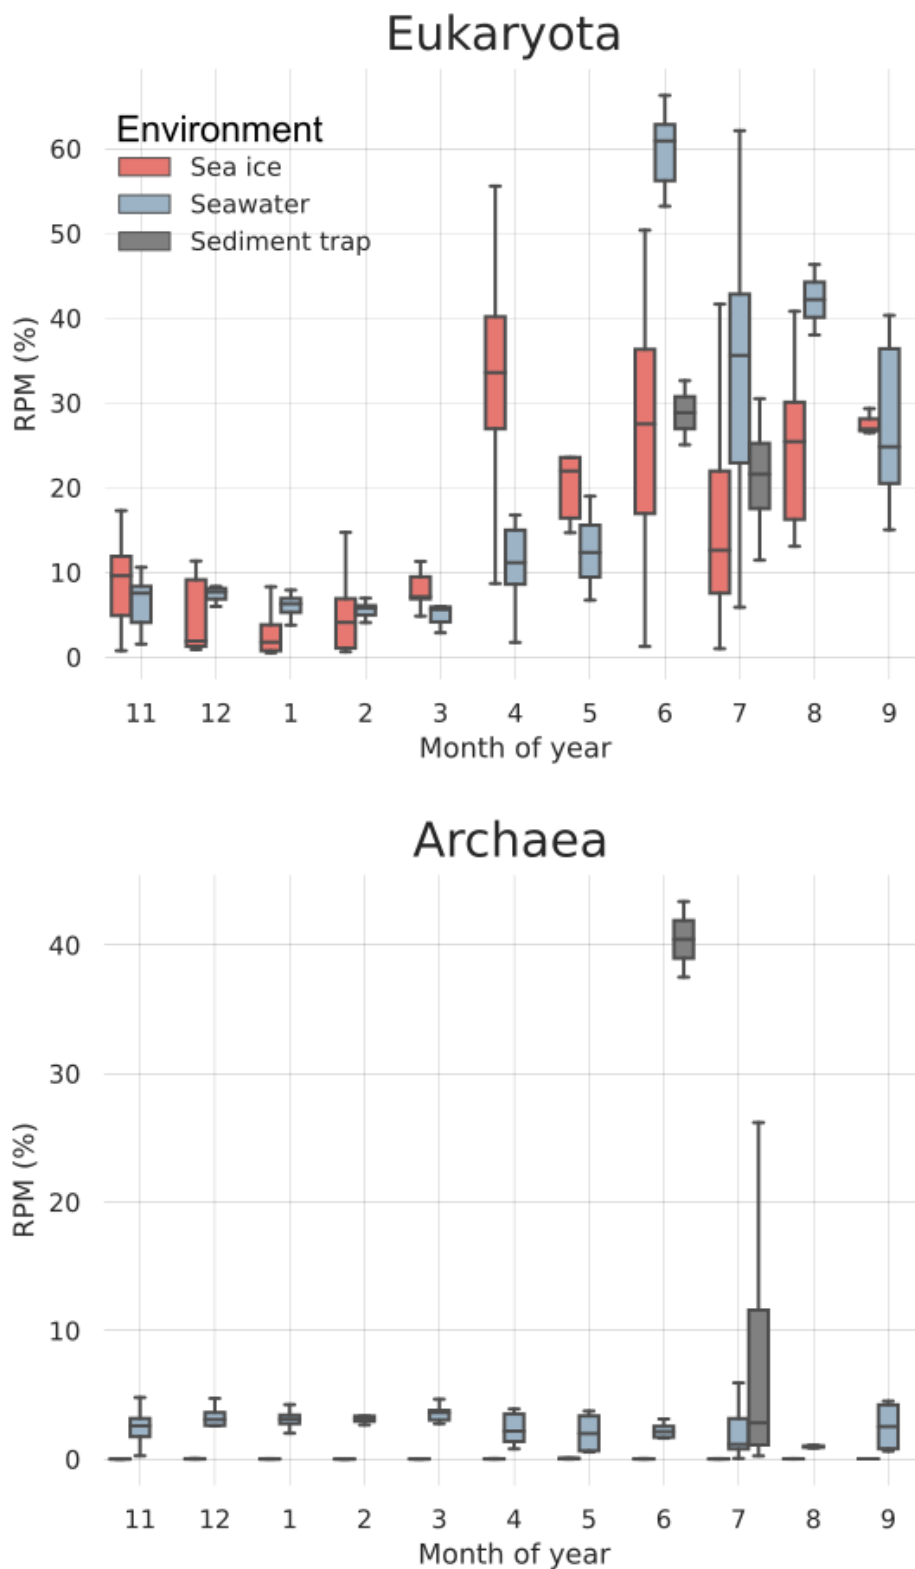 Eukaryota
Environment
Sea ice
Seawater
Sediment trap
RPM (%)
60
50
40
30
20
10
0
11 12 1 2 3 4 5 6 7 8 9
Month of year
Archaea
RPM (%)
40
30
20
10
0
11 12 1 2 3 4 5 6 7 8 9
Month of year